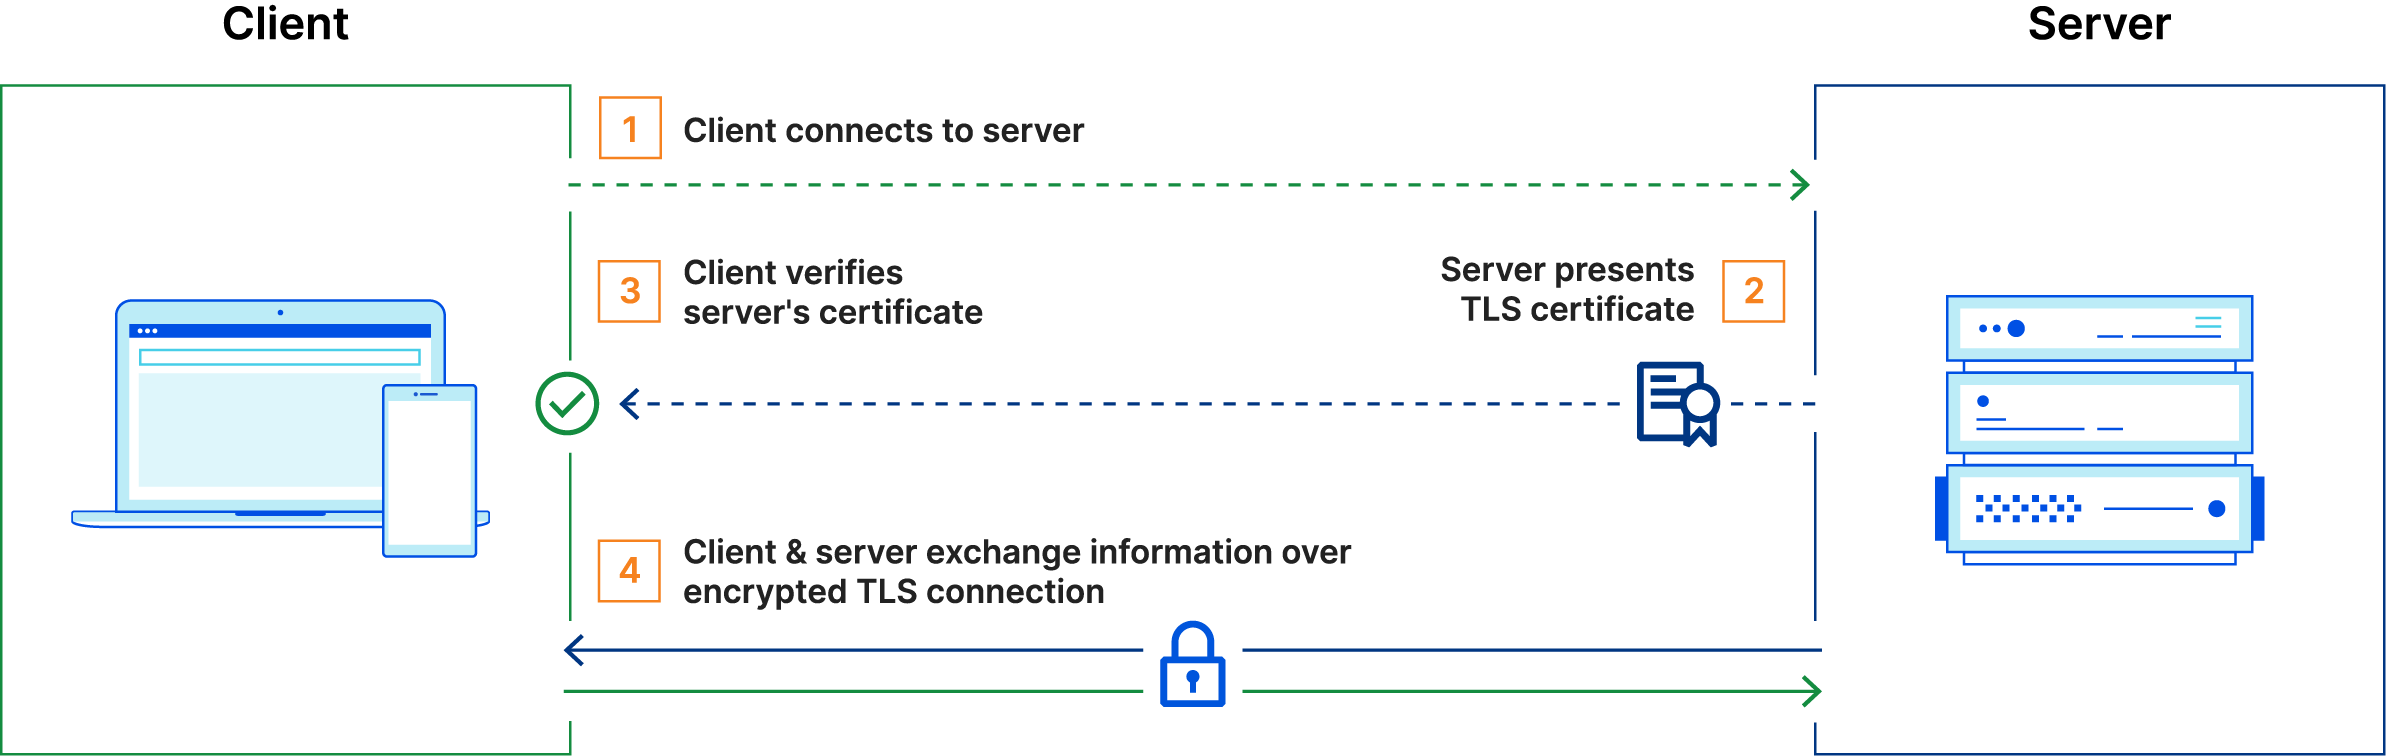 Client
Server
1
Client connects to server
2
Server presents
TLS certificate
3
Client verifies
server's certificate
4
Client & server exchange information over
encrypted TLS connection